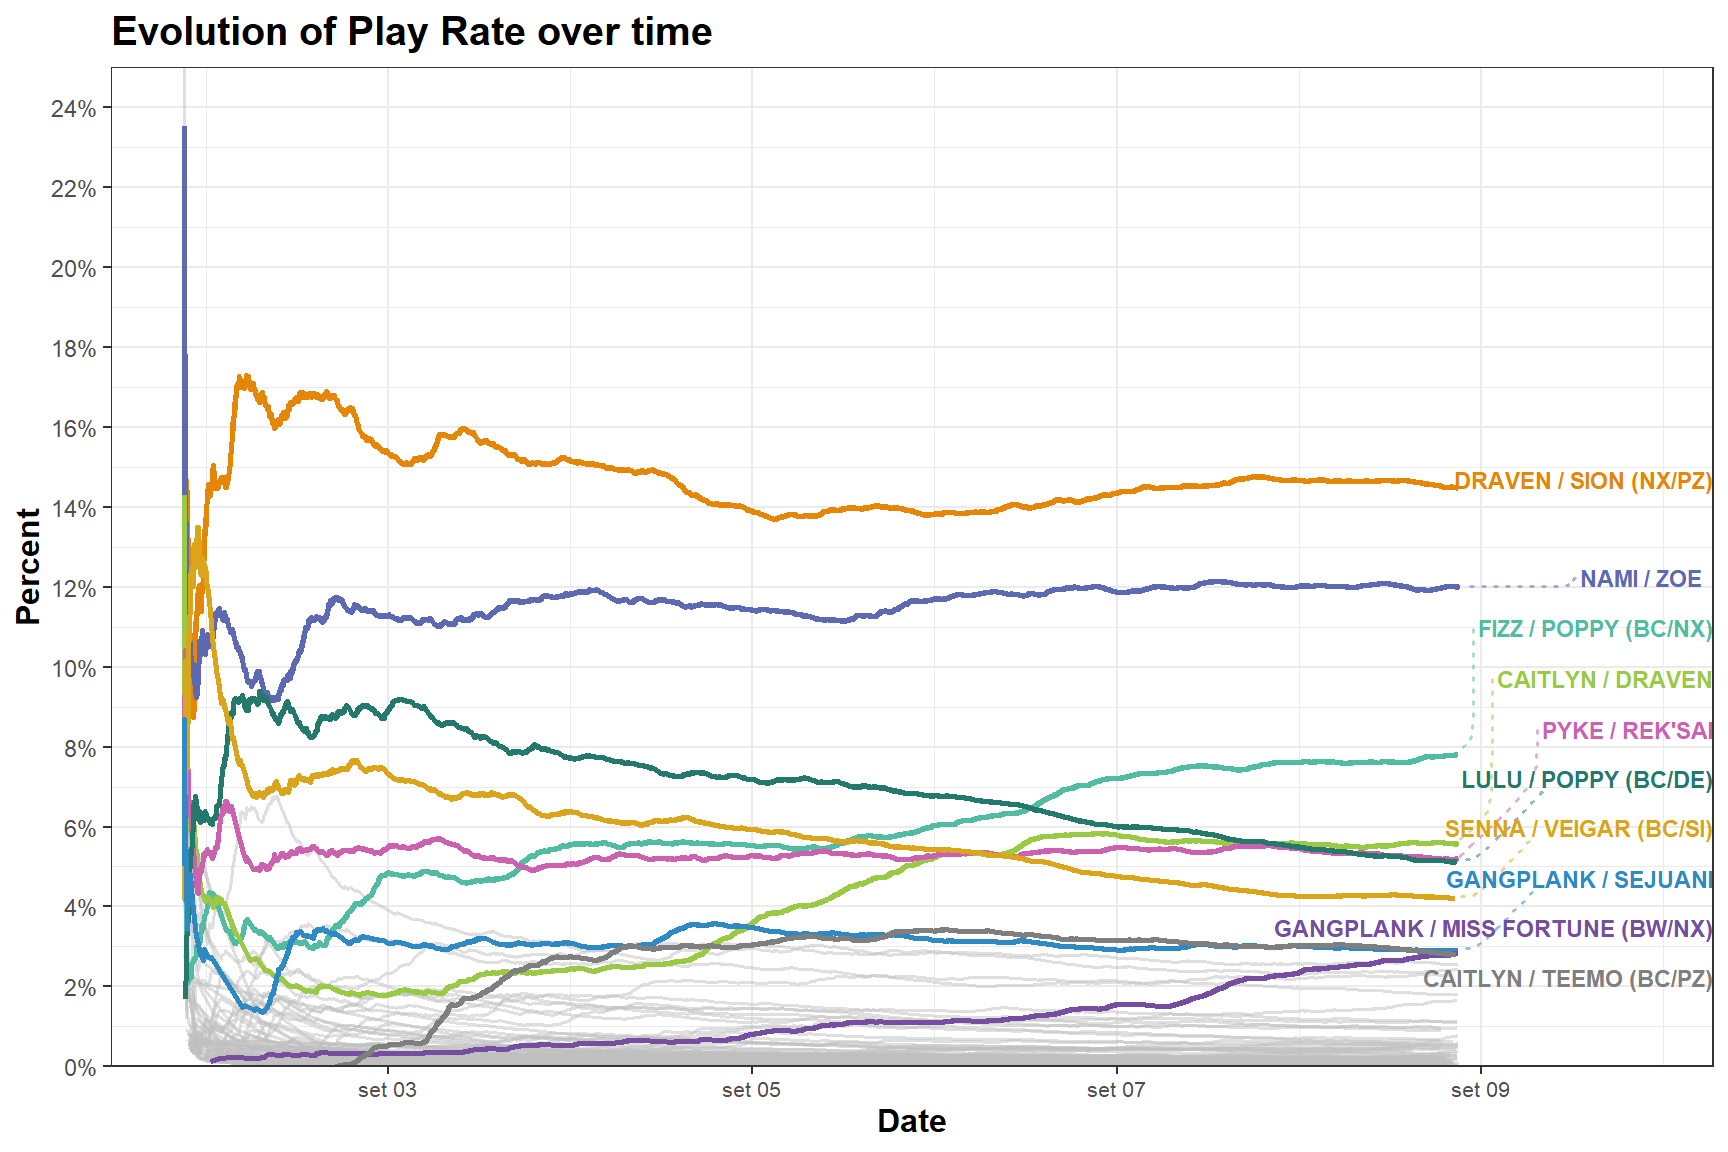 Evolution of Play Rate over time
Percent
24%
22%
20%
18%
16%
14%
12%
10%
8%
6%
4%
2%
0%
DRAVEN / SION (NX/PZ)
NAMI / ZOE
FIZZ / POPPY (BC/NX)
CAITLYN / DRAVEN
PYKE / REK'SAI
LULU / POPPY (BC/DE)
SENNA / VEIGAR (BC/SI)
GANGPLANK / SEJUANI
GANGPLANK / MISS FORTUNE (BW/NX)
CAITLYN / TEEMO (BC/PZ)
set 03
set 05
set 07
set 09
Date